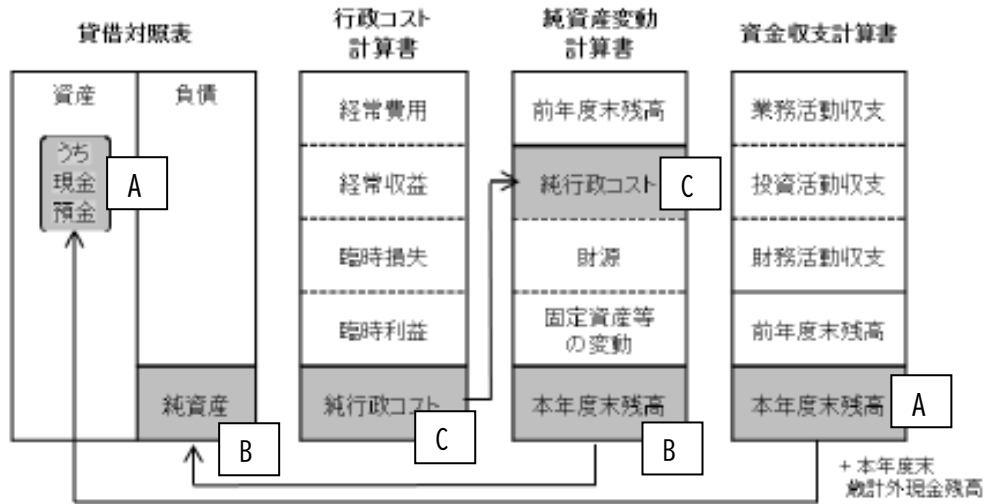 貸借対照表
資産
負債
うち
現金
預金
A
純資産
B
行政コスト
計算書
経常費用
経常収益
臨時損失
臨時利益
純行政コスト
C
純資産変動
計算書
前年度末残高
純行政コスト
C
財源
固定資産等
の変動
本年度末残高
B
資金収支計算書
業務活動収支
投資活動収支
財務活動収支
前年度末残高
本年度末残高
A
+ 本年度末
歳計外現金残高